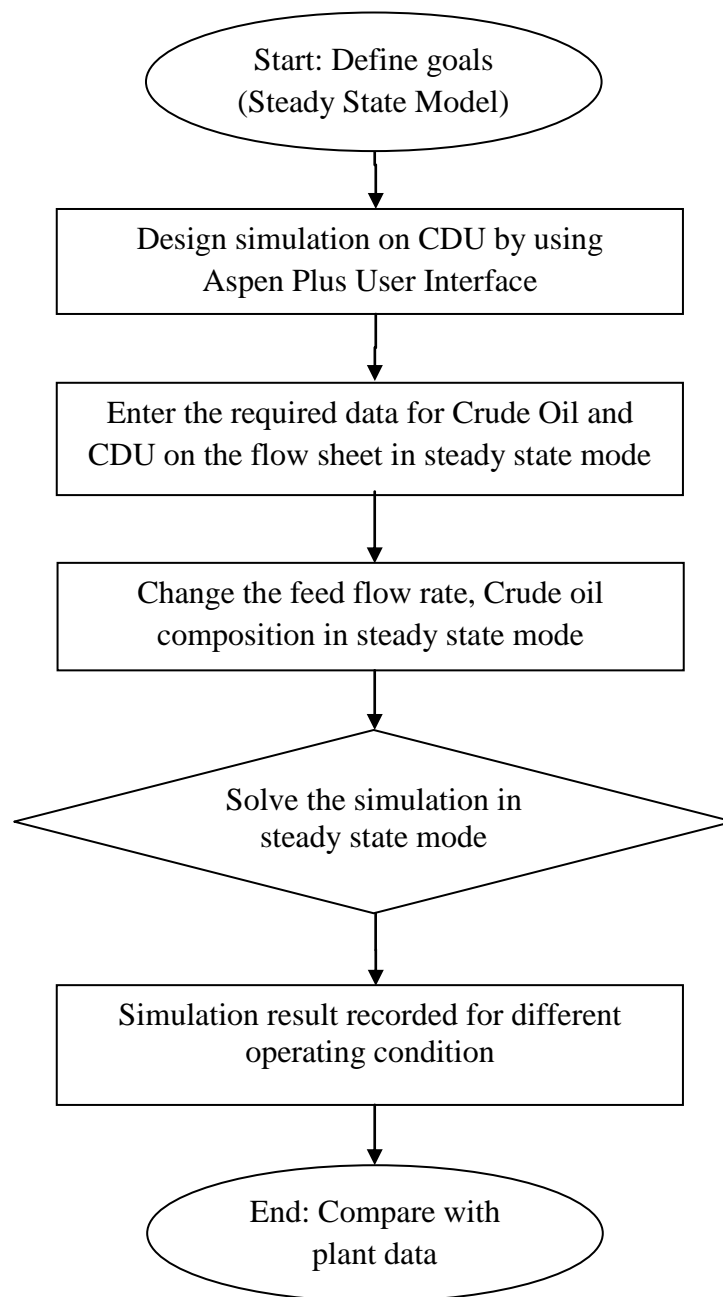 Start: Define goals
(Steady State Model)
Design simulation on CDU by using
Aspen Plus User Interface
Enter the required data for Crude Oil and
CDU on the flow sheet in steady state mode
Change the feed flow rate, Crude oil
composition in steady state mode
Solve the simulation in
steady state mode
Simulation result recorded for different
operating condition
End: Compare with
plant data